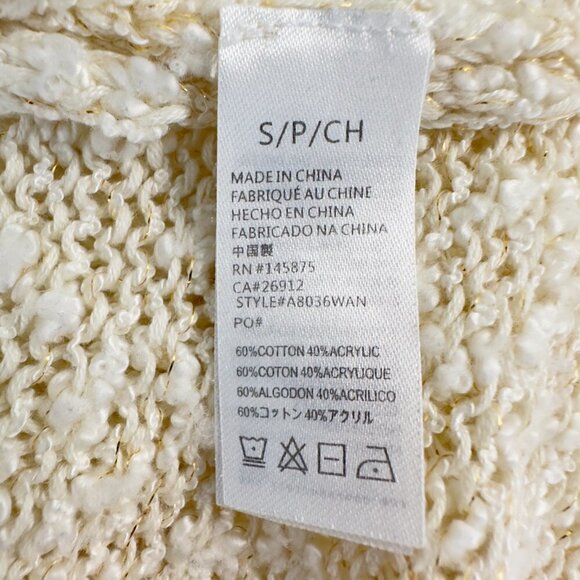 S/P/CH
MADE IN CHINA
FABRIQUÉ AU CHINE
HECHO EN CHINA
FABRICADO NA CHINA
中国製
RN #145875
CA#26912
STYLE#A8036WAN
PO#
60%COTTON 40%ACRYLIC
60%COTON 40%ACRYLIQUE
60%ALGODON 40%ACRILICO
60%コットン 40%アクリル